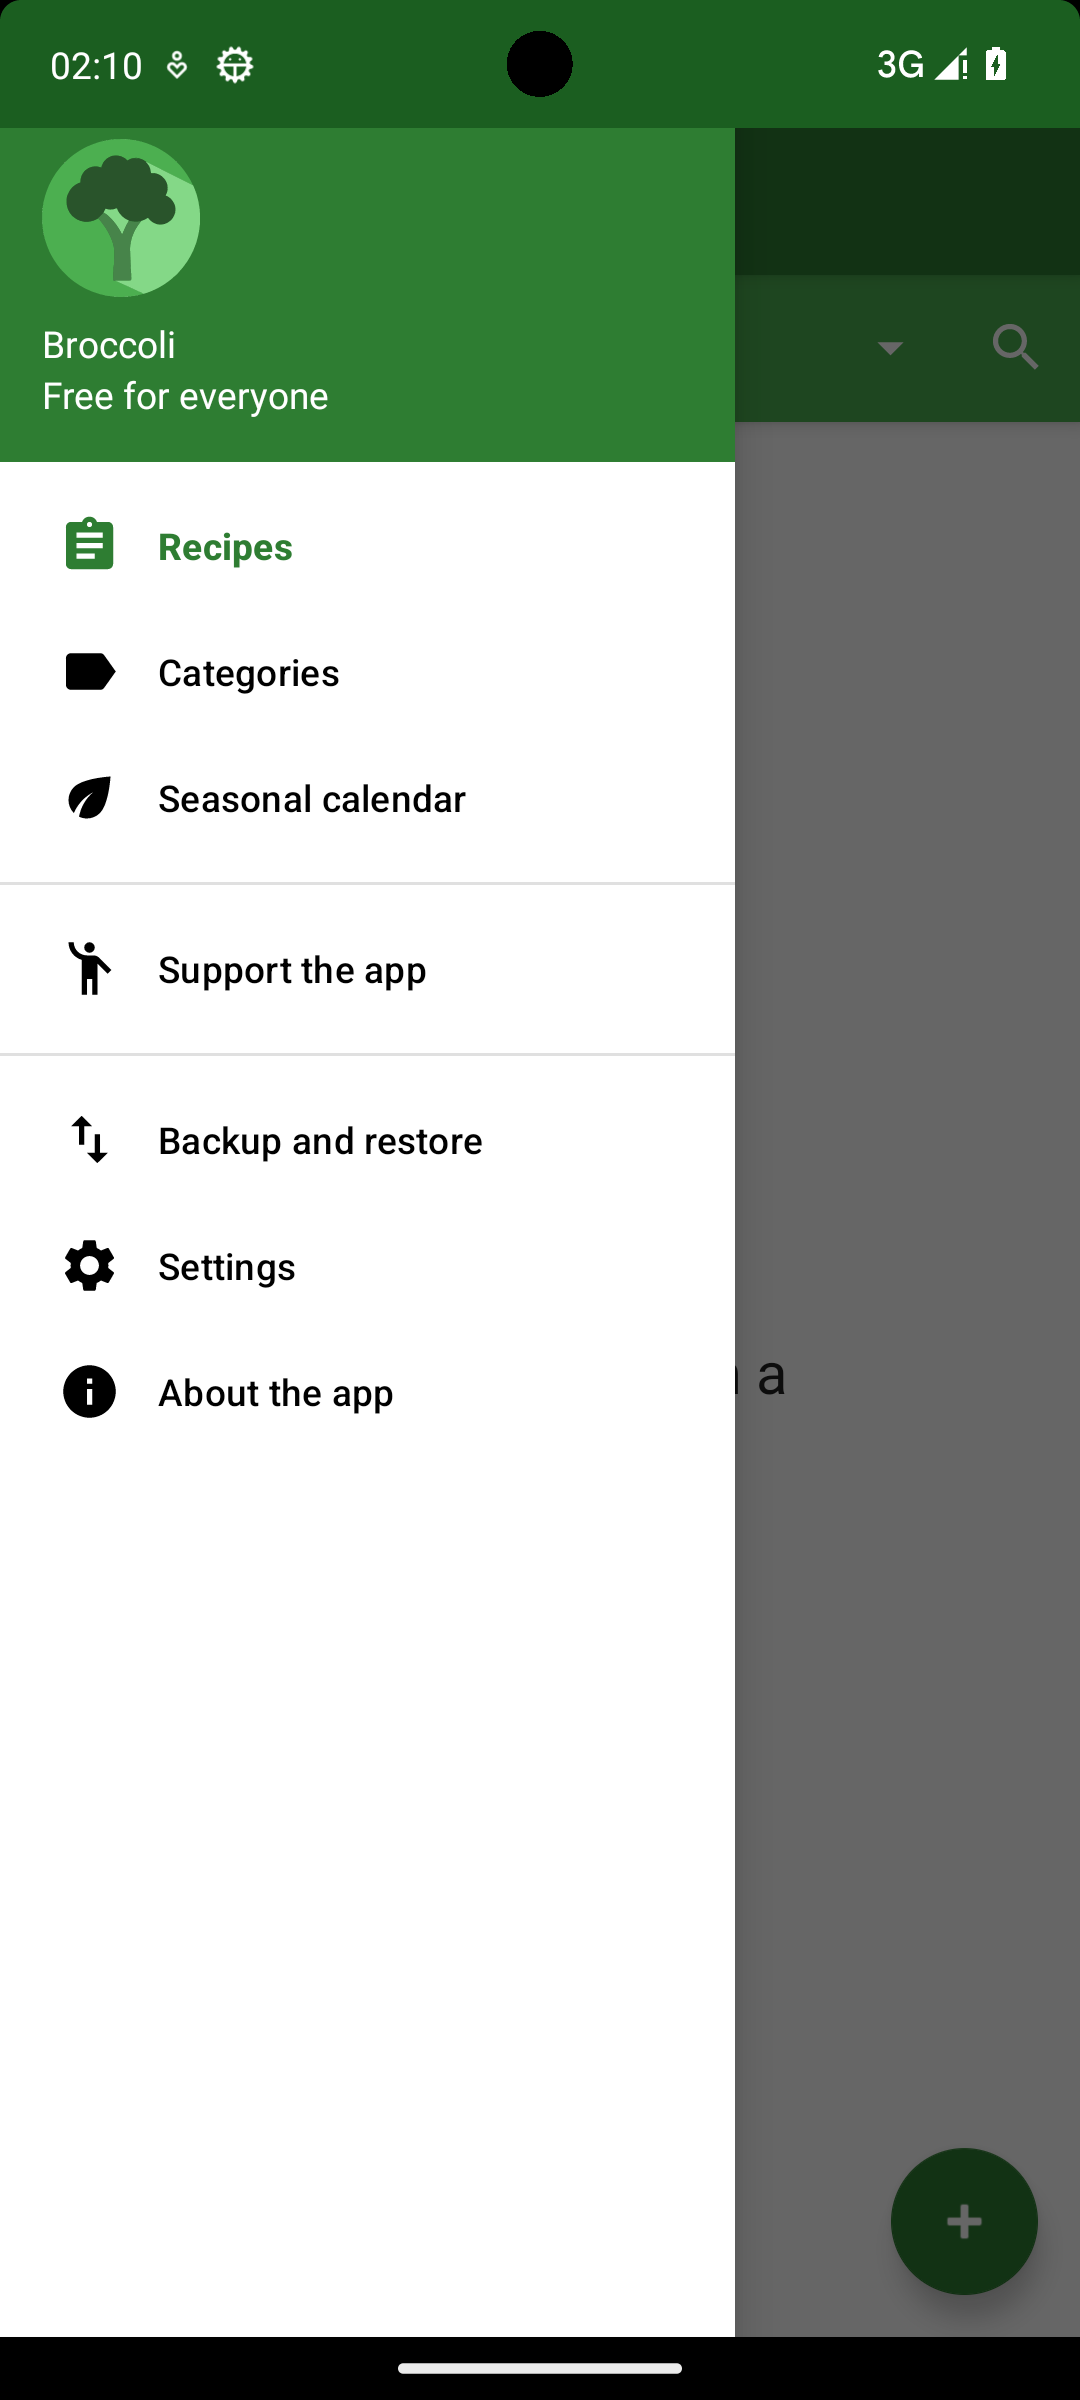 02:10
3G
Broccoli
Free for everyone
Recipes
Categories
Seasonal calendar
Support the app
a
Backup and restore
Settings
About the app